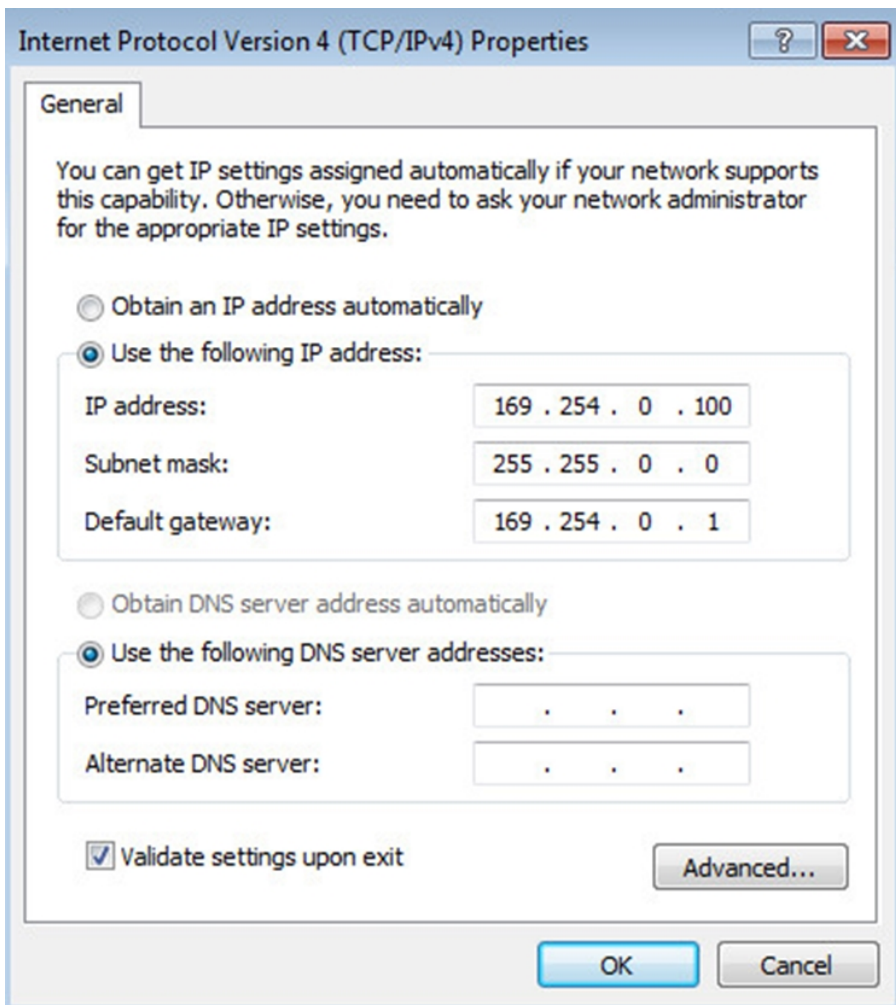 Internet Protocol Version 4 (TCP/IPv4) Properties
?
General
You can get IP settings assigned automatically if your network supports
this capability. Otherwise, you need to ask your network administrator
for the appropriate IP settings.
Obtain an IP address automatically
Use the following IP address:
IP address: 169 . 254 . 0 . 100
Subnet mask: 255 . 255 . 0 . 0
Default gateway: 169 . 254 . 0 . 1
Obtain DNS server address automatically
Use the following DNS server addresses:
Preferred DNS server: . . .
Alternate DNS server: . . .
Validate settings upon exit
Advanced...
OK Cancel